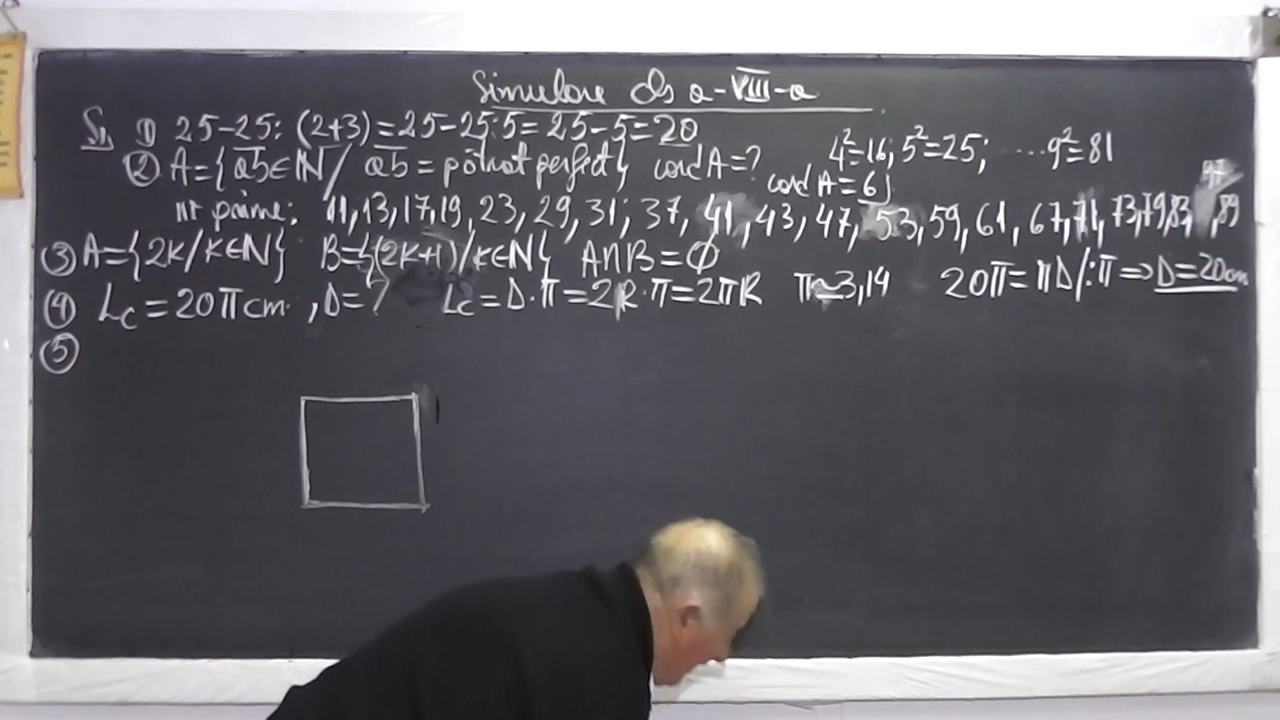 Simulare cls a-VIII-a
S₁ 1) 25-25:(2+3)=25-25:5=25-5=20
4²=16; 5²=25; ....9²=81
2) A={ab∈N/ ab = pătrat perfect} card A=?
card A=6;
97
nr prime: 11,13,17,19, 23, 29, 31; 37, 41, 43, 47, 53, 59, 61, 67, 71, 73, 79, 83, 89
3) A={2K/K∈N} B={(2K+1)/K∈N} A∩B=∅
4) Lc=20π cm, D=? Lc=D·π=2R·π=2πR π≃3,14 20π=πD/:π⇒D=20cm
5)